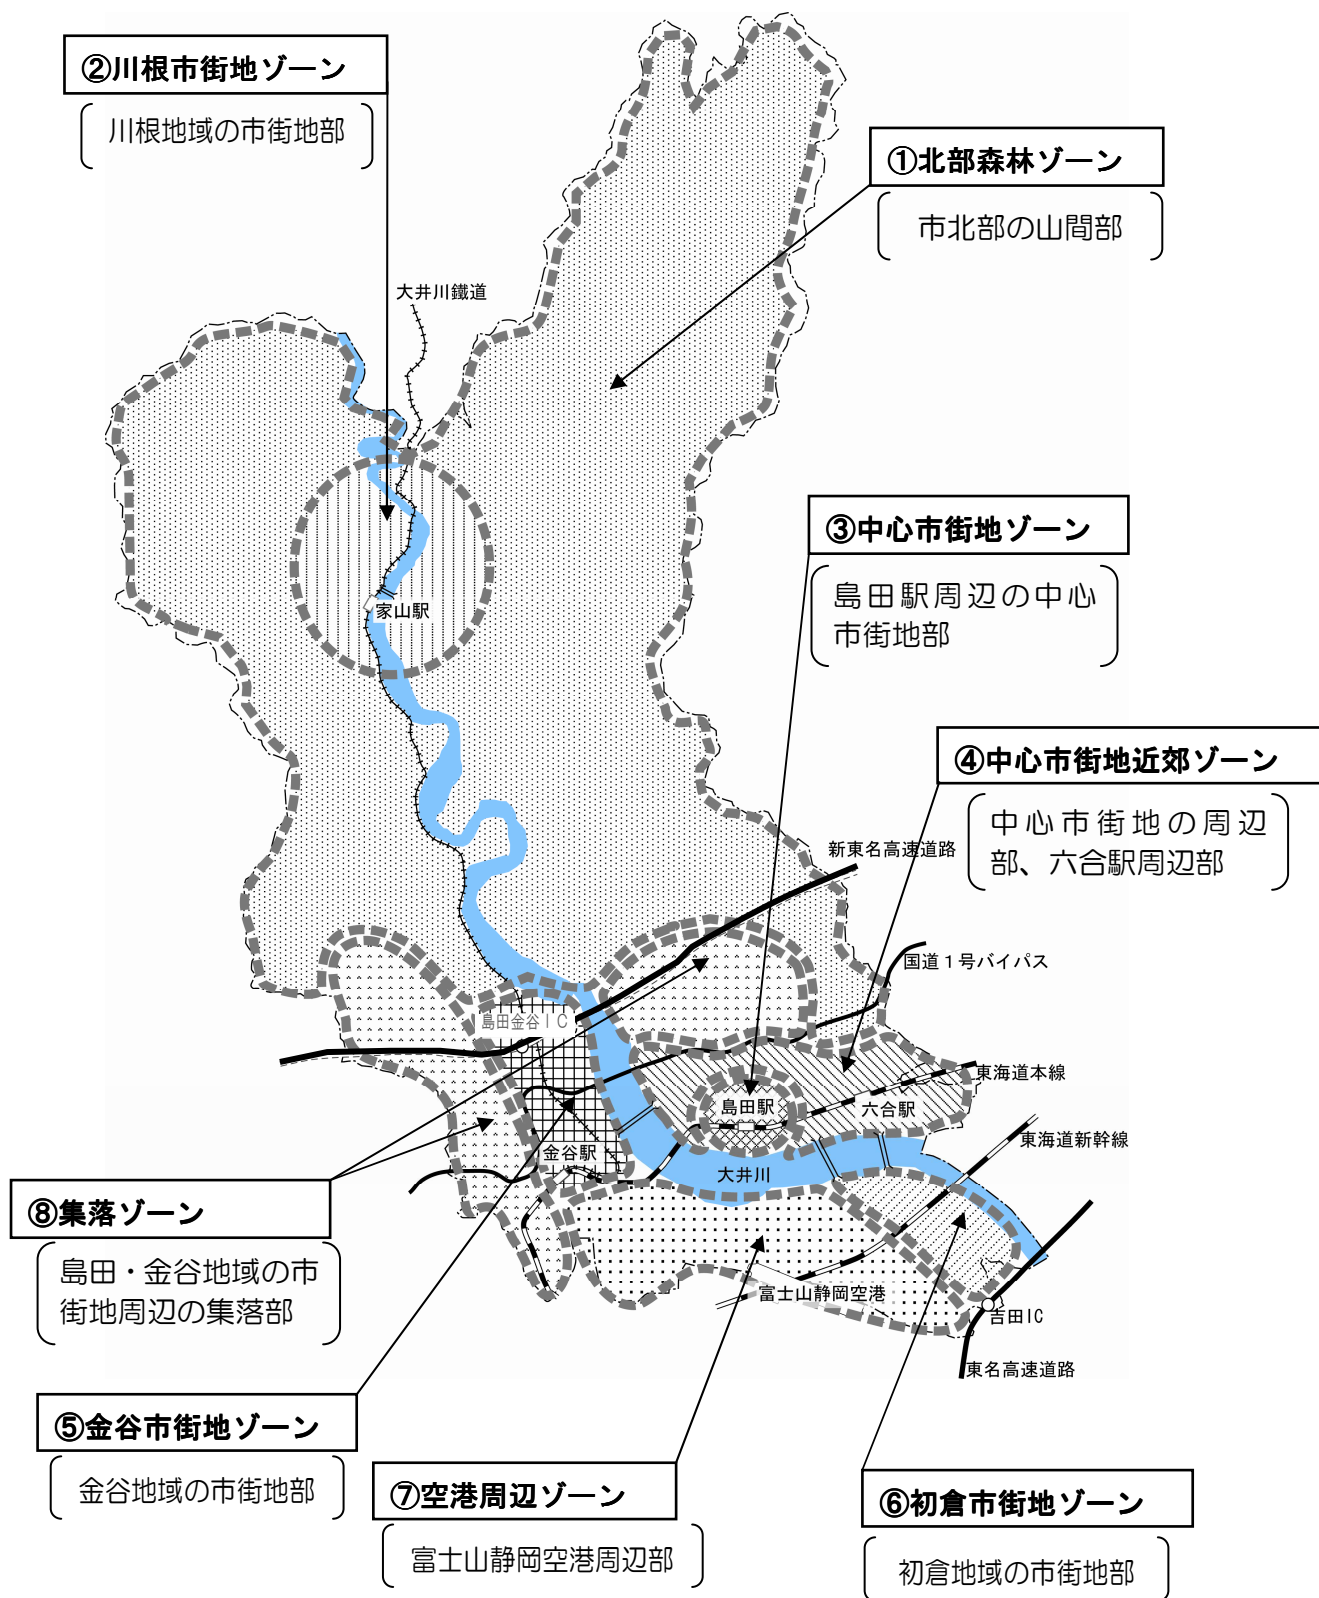 ②川根市街地ゾーン
川根地域の市街地部
①北部森林ゾーン
市北部の山間部
大井川鐵道
③中心市街地ゾーン
島田駅周辺の中心
市街地部
家山駅
④中心市街地近郊ゾーン
中心市街地の周辺
部、六合駅周辺部
新東名高速道路
国道１号バイパス
島田金谷ＩＣ
東海道本線
島田駅
六合駅
東海道新幹線
金谷駅
大井川
⑧集落ゾーン
島田・金谷地域の市
街地周辺の集落部
富士山静岡空港
吉田IC
東名高速道路
⑤金谷市街地ゾーン
金谷地域の市街地部
⑦空港周辺ゾーン
富士山静岡空港周辺部
⑥初倉市街地ゾーン
初倉地域の市街地部